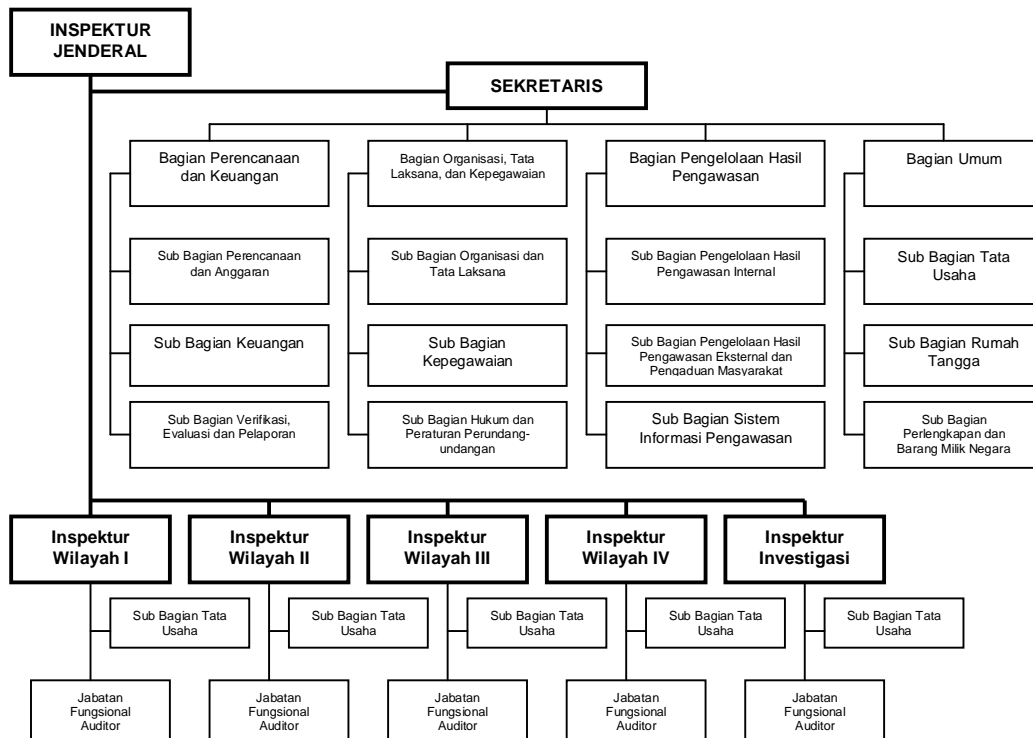 INSPEKTUR
JENDERAL
SEKRETARIS
Bagian Perencanaan
dan Keuangan
Bagian Organisasi, Tata
Laksana, dan Kepegawaian
Bagian Pengelolaan Hasil
Pengawasan
Bagian Umum
Sub Bagian Perencanaan
dan Anggaran
Sub Bagian Organisasi dan
Tata Laksana
Sub Bagian Pengelolaan Hasil
Pengawasan Internal
Sub Bagian Tata
Usaha
Sub Bagian Keuangan
Sub Bagian
Kepegawaian
Sub Bagian Pengelolaan Hasil
Pengawasan Eksternal dan
Pengaduan Masyarakat
Sub Bagian Rumah
Tangga
Sub Bagian Verifikasi,
Evaluasi dan Pelaporan
Sub Bagian Hukum dan
Peraturan Perundang-
undangan
Sub Bagian Sistem
Informasi Pengawasan
Sub Bagian
Perlengkapan dan
Barang Milik Negara
Inspektur
Wilayah I
Inspektur
Wilayah II
Inspektur
Wilayah III
Inspektur
Wilayah IV
Inspektur
Investigasi
Sub Bagian Tata
Usaha
Sub Bagian Tata
Usaha
Sub Bagian Tata
Usaha
Sub Bagian Tata
Usaha
Sub Bagian Tata
Usaha
Jabatan
Fungsional
Auditor
Jabatan
Fungsional
Auditor
Jabatan
Fungsional
Auditor
Jabatan
Fungsional
Auditor
Jabatan
Fungsional
Auditor